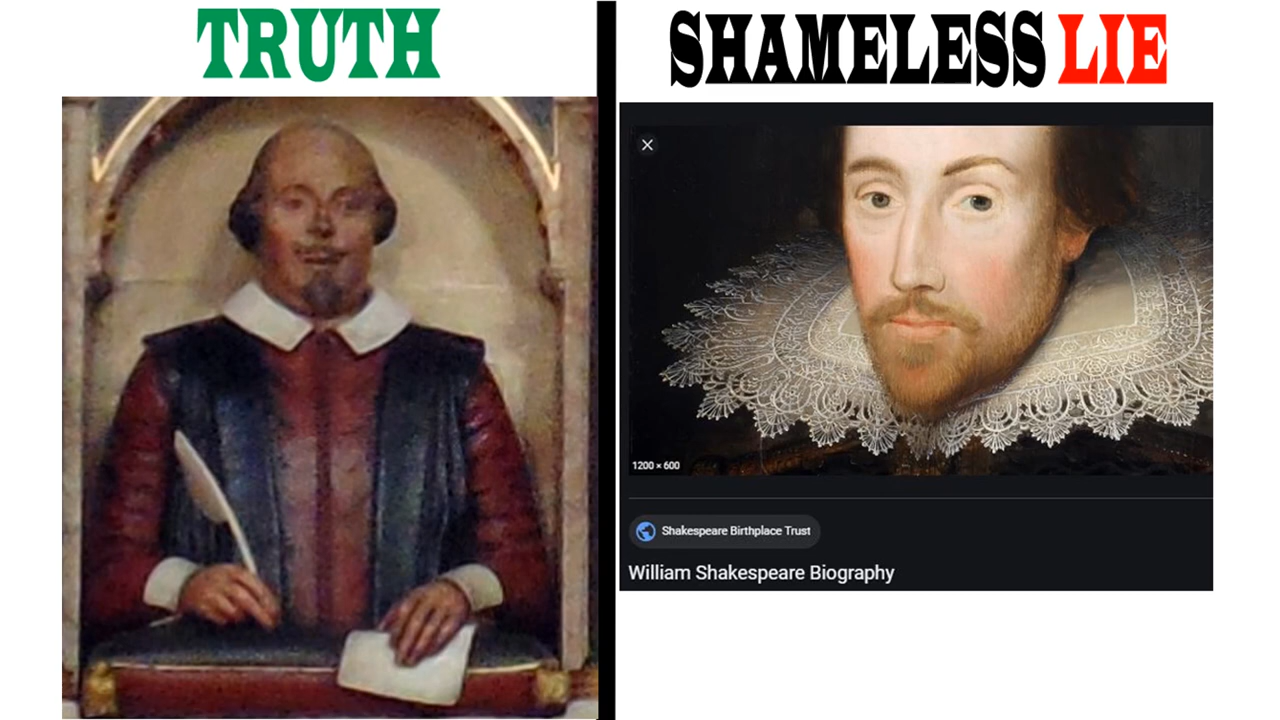 TRUTH
SHAMELESS LIE
1200 × 600
Shakespeare Birthplace Trust
William Shakespeare Biography